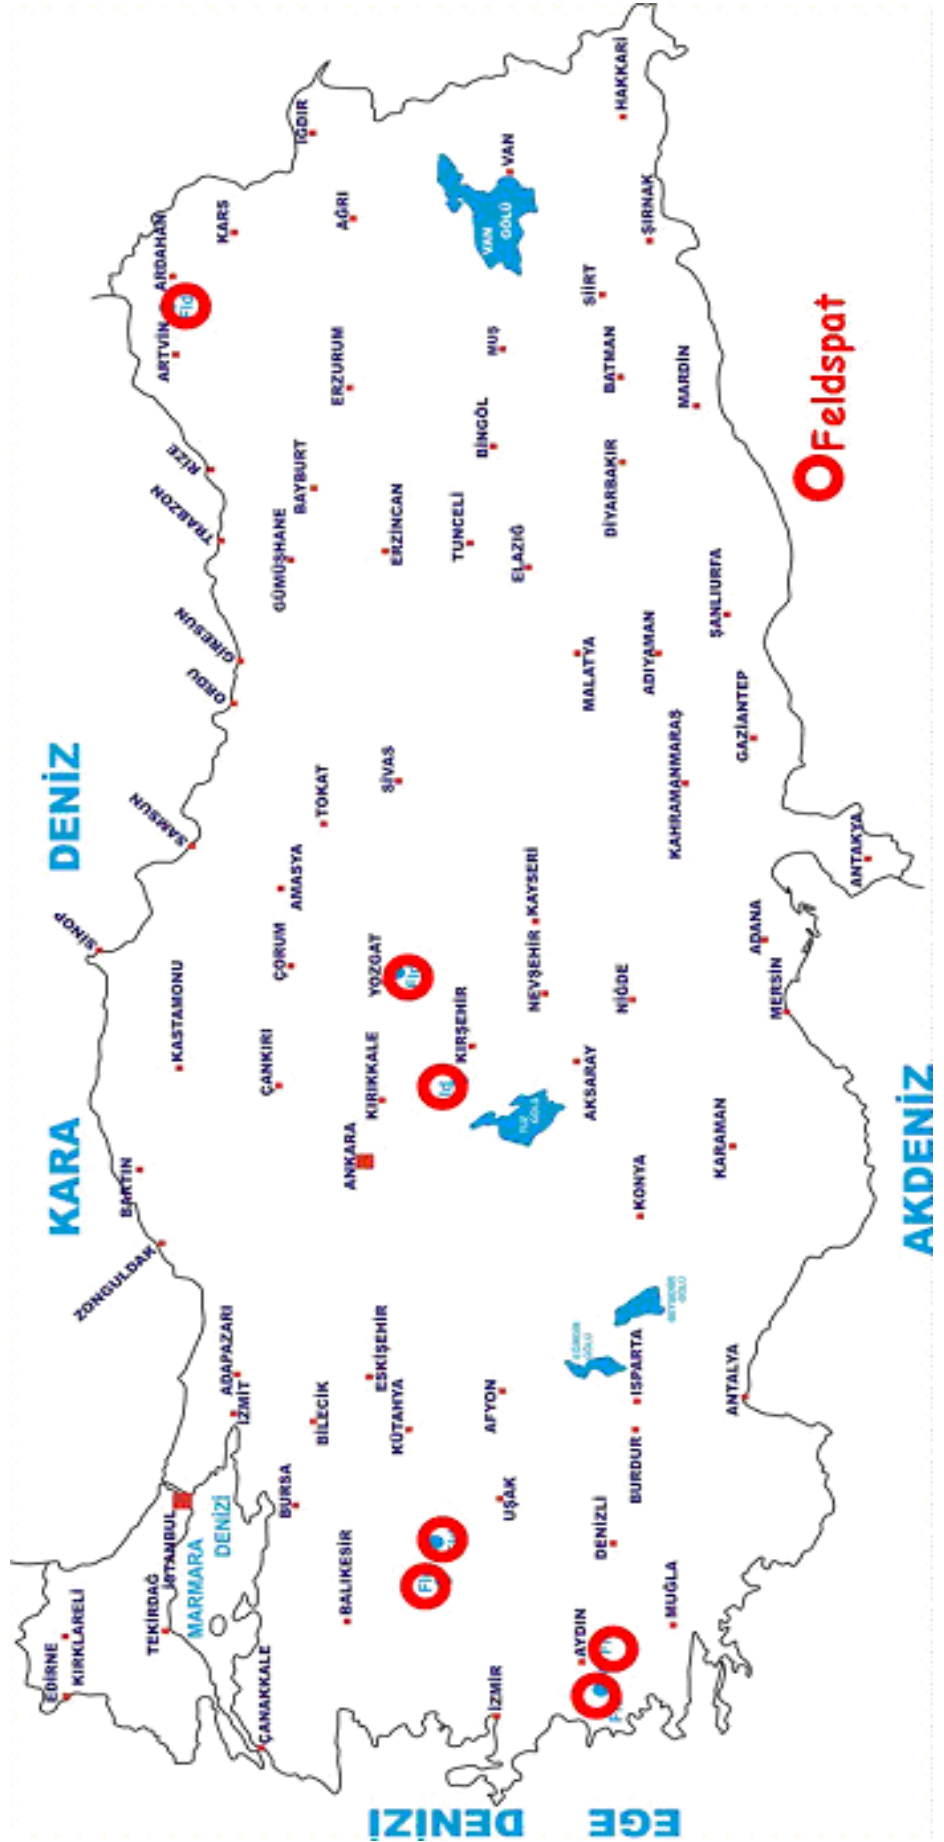 KARA DENİZ
EDİRNE
KIRKLARELİ
TEKİRDAĞ
İSTANBUL
MARMARA
DENİZİ
ÇANAKKALE
İZMİT
ADAPAZARI
ZONGULDAK
BARTIN
KASTAMONU
SİNOP
SAMSUN
ORDU
GİRESUN
TRABZON
RİZE
ARTVİN
ARDAHAN
KARS
IĞDIR
BURSA
BİLECİK
ÇANKIRI
ÇORUM
AMASYA
TOKAT
GÜMÜŞHANE
BAYBURT
ERZURUM
AĞRI
BALIKESİR
KÜTAHYA
ESKİŞEHİR
ANKARA
KIRIKKALE
YOZGAT
SİVAS
ERZİNCAN
KIRŞEHİR
TUNCELİ
BİNGÖL
MUŞ
VAN
GÖLÜ
VAN
İZMİR
UŞAK
AFYON
TUZ
GÖLÜ
NEVŞEHİR
KAYSERİ
ELAZIĞ
MALATYA
AYDIN
DENİZLİ
BURDUR
ISPARTA
BEYŞEHİR
GÖLÜ
KONYA
AKSARAY
NİĞDE
KAHRAMANMARAŞ
ADIYAMAN
DİYARBAKIR
BATMAN
SİİRT
ŞIRNAK
HAKKARİ
MUĞLA
ANTALYA
KARAMAN
MERSİN
ADANA
ANTAKYA
GAZİANTEP
ŞANLIURFA
MARDİN
EGE
DENİZİ
AKDENİZ
Feldspat